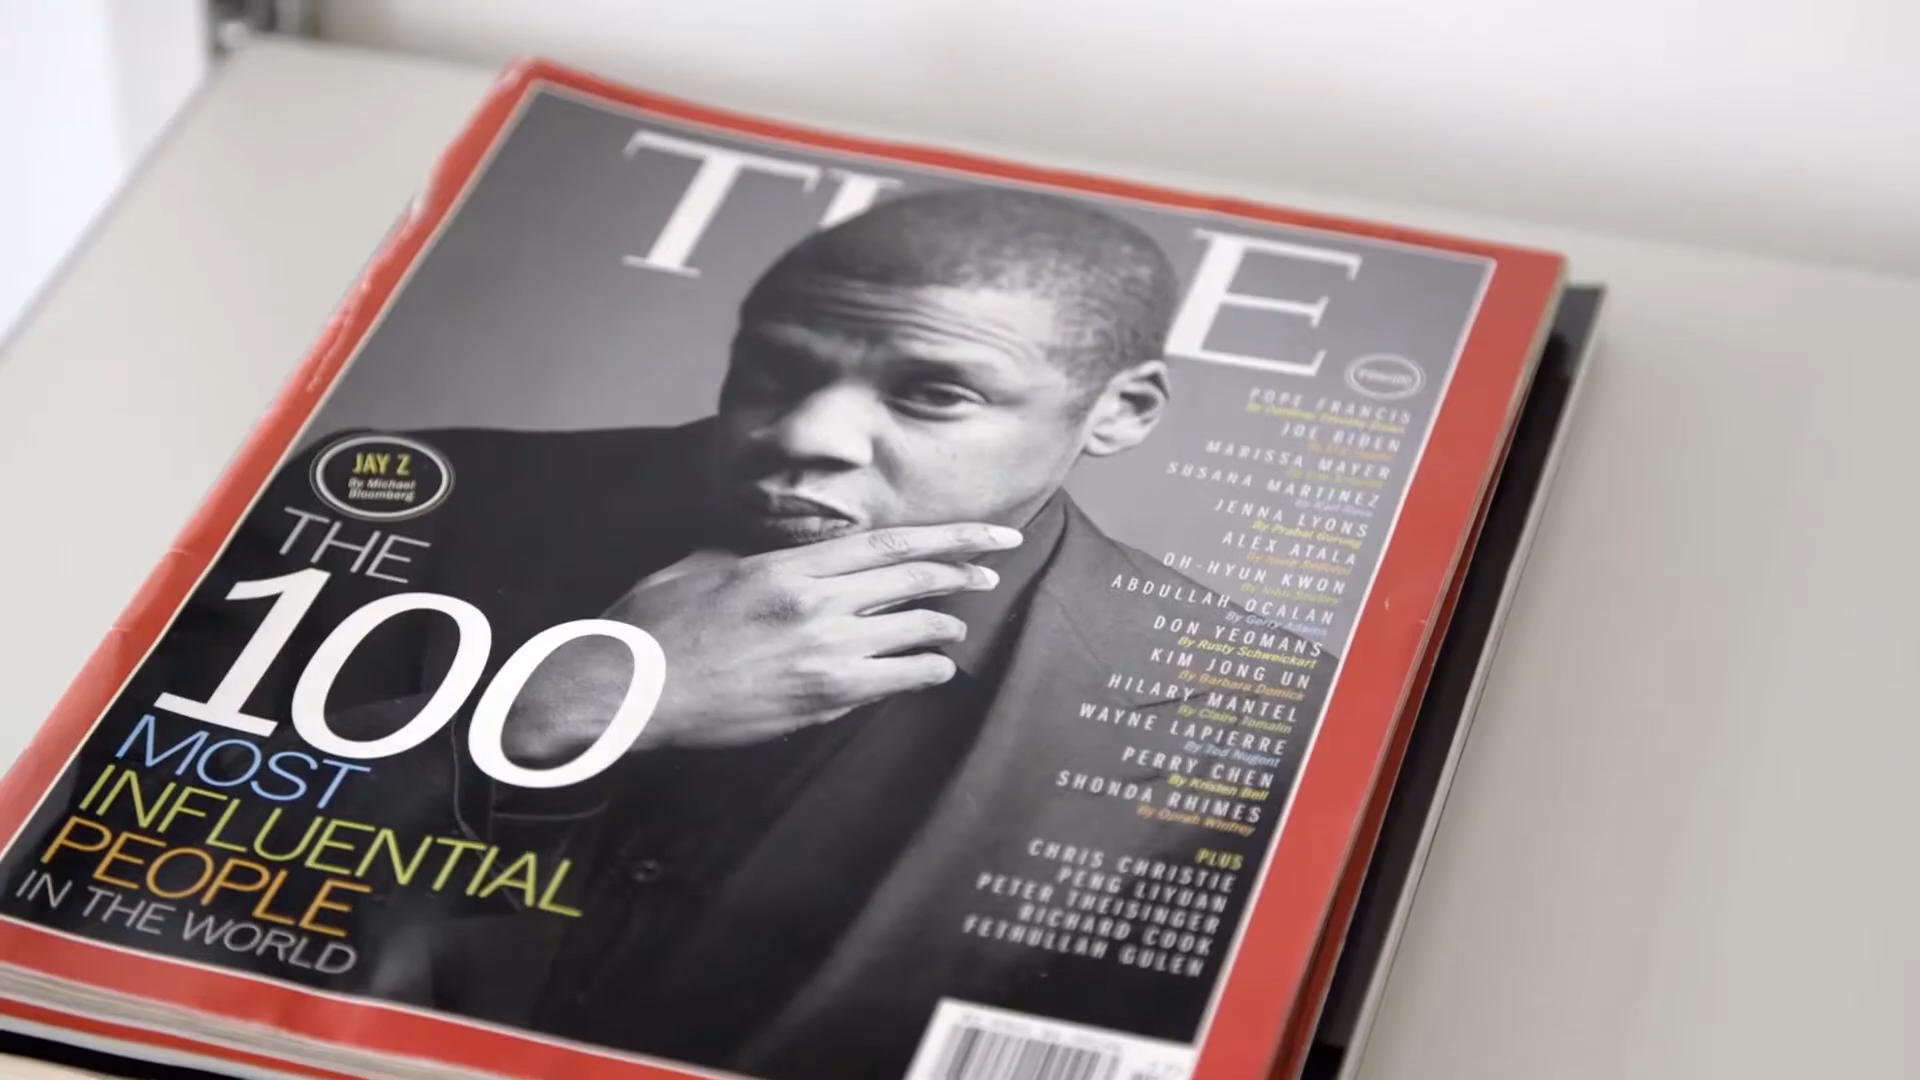 TIME
JAY Z
By Michael
Bloomberg
THE
100
MOST
INFLUENTIAL
PEOPLE
IN THE WORLD
POPE FRANCIS
JOE BIDEN
MARISSA MAYER
SUSANA MARTINEZ
By Karl Rove
JENNA LYONS
By Prabal Gurung
ALEX ATALA
OH-HYUN KWON
ABDULLAH OCALAN
By Gerry Adams
DON YEOMANS
By Rusty Schweickart
KIM JONG UN
By Barbara Demick
HILARY MANTEL
By Claire Tomalin
WAYNE LAPIERRE
By Ted Nugent
PERRY CHEN
By Kristen Bell
SHONDA RHIMES
By Oprah Winfrey
PLUS
CHRIS CHRISTIE
PENG LIYUAN
PETER THEISINGER
RICHARD COOK
FETHULLAH GULEN